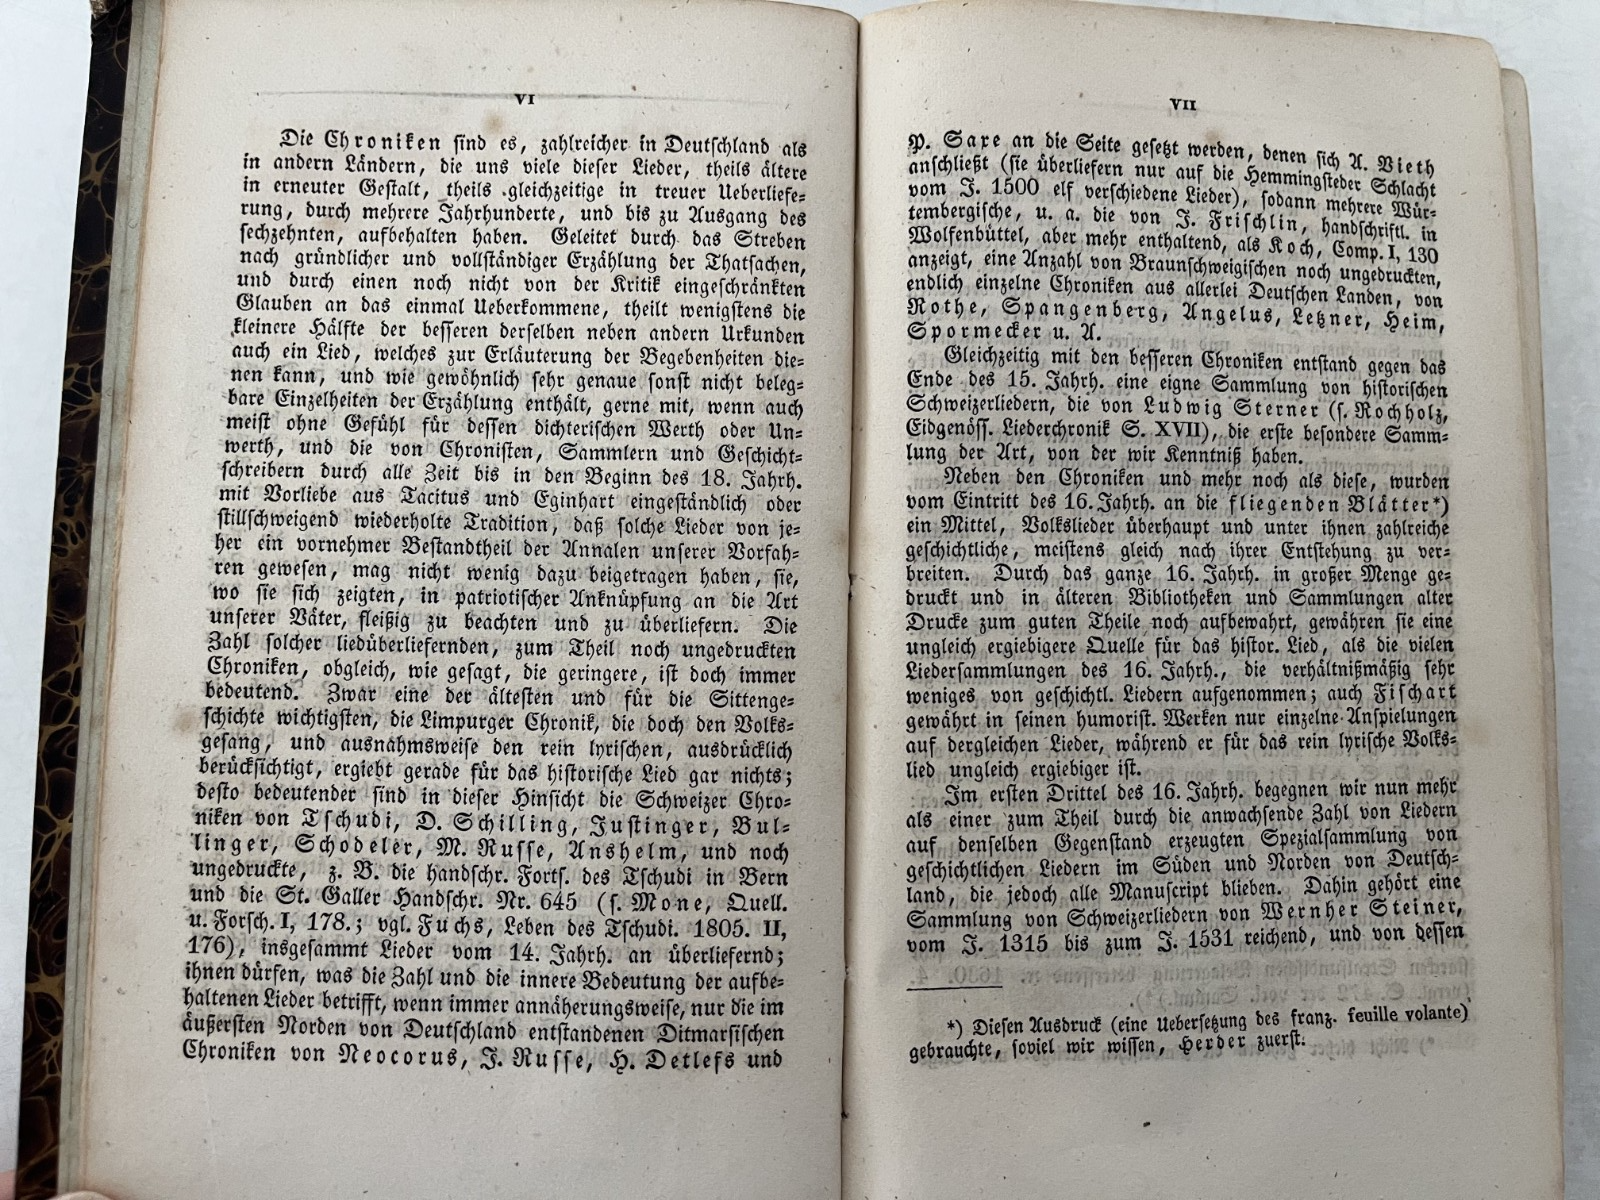 VI
Die Chroniken sind es, zahlreicher in Deutschland als
in andern Ländern, die uns viele dieser Lieder, theils ältere
in erneuter Gestalt, theils gleichzeitige in treuer Ueberliefe-
rung, durch mehrere Jahrhunderte, und bis zu Ausgang des
sechzehnten, aufbehalten haben. Geleitet durch das Streben
nach gründlicher und vollständiger Erzählung der Thatsachen,
und durch einen noch nicht von der Kritik eingeschränkten
Glauben an das einmal Ueberkommene, theilt wenigstens die
kleinere Hälfte der besseren derselben neben andern Urkunden
auch ein Lied, welches zur Erläuterung der Begebenheiten die-
nen kann, und wie gewöhnlich sehr genaue sonst nicht beleg-
bare Einzelheiten der Erzählung enthält, gerne mit, wenn auch
meist ohne Gefühl für dessen dichterischen Werth oder Un-
werth, und die von Chronisten, Sammlern und Geschicht-
schreibern durch alle Zeit bis in den Beginn des 18. Jahrh.
mit Vorliebe aus Tacitus und Eginhart eingeständlich oder
stillschweigend wiederholte Tradition, daß solche Lieder von je-
her ein vornehmer Bestandtheil der Annalen unserer Vorfah-
ren gewesen, mag nicht wenig dazu beigetragen haben, sie,
wo sie sich zeigten, in patriotischer Anknüpfung an die Art
unserer Väter, fleißig zu beachten und zu überliefern. Die
Zahl solcher liedüberliefernden, zum Theil noch ungedruckten
Chroniken, obgleich, wie gesagt, die geringere, ist doch immer
bedeutend. Zwar eine der ältesten und für die Sittenge-
schichte wichtigsten, die Limpurger Chronik, die doch den Volks-
gesang, und ausnahmsweise den rein lyrischen, ausdrücklich
berücksichtigt, ergiebt gerade für das historische Lied gar nichts;
desto bedeutender sind in dieser Hinsicht die Schweizer Chro-
niken von Tschudi, D. Schilling, Justinger, Bul-
linger, Schodeler, M. Russe, Anshelm, und noch
ungedruckte, z. B. die handschr. Forts. des Tschudi in Bern
und die St. Galler Handschr. Nr. 645 (s. Mone, Quell.
u. Forsch. I, 178.; vgl. Fuchs, Leben des Tschudi. 1805. II,
176), insgesammt Lieder vom 14. Jahrh. an überliefernd;
ihnen dürfen, was die Zahl und die innere Bedeutung der aufbe-
haltenen Lieder betrifft, wenn immer annäherungsweise, nur die im
äußersten Norden von Deutschland entstandenen Ditmarsischen
Chroniken von Neocorus, J. Russe, H. Detlefs und
VII
P. Saxe an die Seite gesetzt werden, denen sich A. Vieth
anschließt (sie überliefern nur auf die Hemmingsteder Schlacht
vom J. 1500 elf verschiedene Lieder), sodann mehrere Wür-
tembergische, u. a. die von J. Frischlin, handschriftl. in
Wolfenbüttel, aber mehr enthaltend, als Koch, Comp. I, 130
anzeigt, eine Anzahl von Braunschweigischen noch ungedruckten,
endlich einzelne Chroniken aus allerlei Deutschen Landen, von
Rothe, Spangenberg, Angelus, Letzner, Heim,
Spormecker u. A.
Gleichzeitig mit den besseren Chroniken entstand gegen das
Ende des 15. Jahrh. eine eigne Sammlung von historischen
Schweizerliedern, die von Ludwig Sterner (s. Rochholz,
Eidgenöss. Liederchronik S. XVII), die erste besondere Samm-
lung der Art, von der wir Kenntniß haben.
Neben den Chroniken und mehr noch als diese, wurden
vom Eintritt des 16. Jahrh. an die fliegenden Blätter*)
ein Mittel, Volkslieder überhaupt und unter ihnen zahlreiche
geschichtliche, meistens gleich nach ihrer Entstehung zu ver-
breiten. Durch das ganze 16. Jahrh. in großer Menge ge-
druckt und in älteren Bibliotheken und Sammlungen alter
Drucke zum guten Theile noch aufbewahrt, gewähren sie eine
ungleich ergiebigere Quelle für das histor. Lied, als die vielen
Liedersammlungen des 16. Jahrh., die verhältnißmäßig sehr
weniges von geschichtl. Liedern aufgenommen; auch Fischart
gewährt in seinen humorist. Werken nur einzelne Anspielungen
auf dergleichen Lieder, während er für das rein lyrische Volks-
lied ungleich ergiebiger ist.
Im ersten Drittel des 16. Jahrh. begegnen wir nun mehr
als einer zum Theil durch die anwachsende Zahl von Liedern
auf denselben Gegenstand erzeugten Spezialsammlung von
geschichtlichen Liedern im Süden und Norden von Deutsch-
land, die jedoch alle Manuscript blieben. Dahin gehört eine
Sammlung von Schweizerliedern von Wernher Steiner,
vom J. 1315 bis zum J. 1531 reichend, und von dessen
*) Diesen Ausdruck (eine Uebersetzung des franz. feuille volante)
gebrauchte, soviel wir wissen, Herder zuerst.